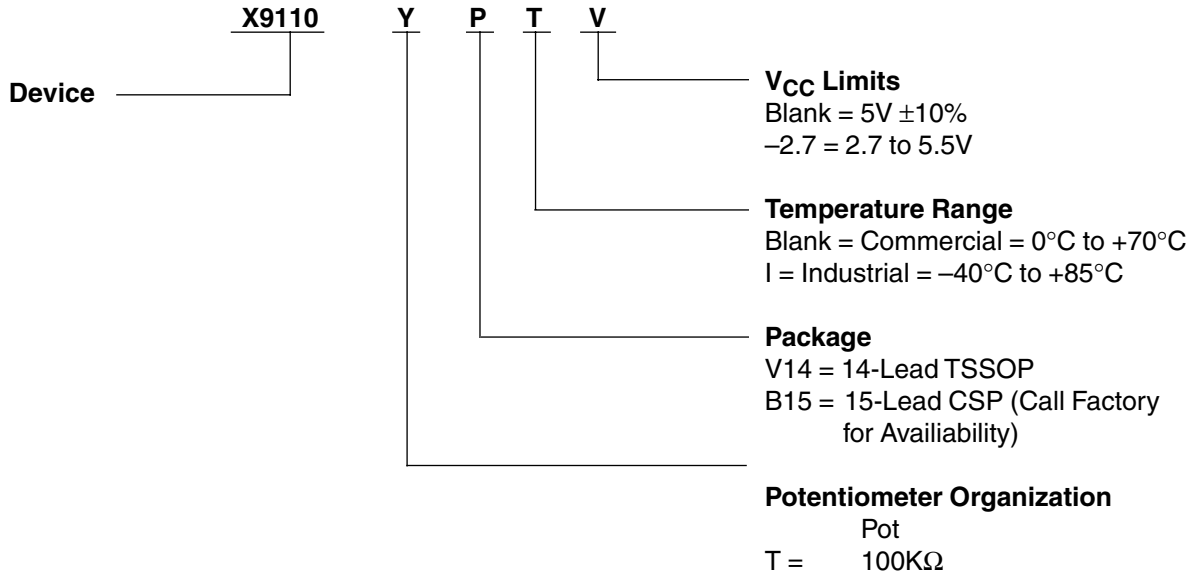 X9110 Y P T V
Device
VCC Limits
Blank = 5V ±10%
–2.7 = 2.7 to 5.5V
Temperature Range
Blank = Commercial = 0°C to +70°C
I = Industrial = –40°C to +85°C
Package
V14 = 14-Lead TSSOP
B15 = 15-Lead CSP (Call Factory
for Availiability)
Potentiometer Organization
Pot
T = 100KΩ